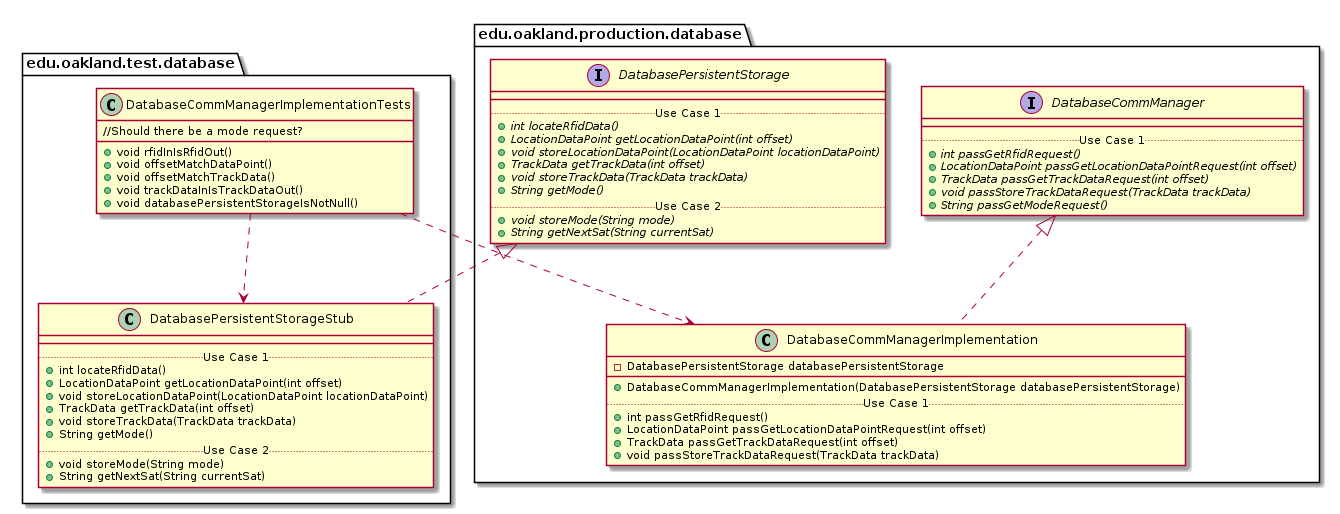 edu.oakland.test.database
C DatabaseCommManagerImplementationTests
//Should there be a mode request?
void rfidInIsRfidOut()
void offsetMatchDataPoint()
void offsetMatchTrackData()
void trackDataInIsTrackDataOut()
void databasePersistentStorageIsNotNull()
C DatabasePersistentStorageStub
Use Case 1
int locateRfidData()
LocationDataPoint getLocationDataPoint(int offset)
void storeLocationDataPoint(LocationDataPoint locationDataPoint)
TrackData getTrackData(int offset)
void storeTrackData(TrackData trackData)
String getMode()
Use Case 2
void storeMode(String mode)
String getNextSat(String currentSat)
edu.oakland.production.database
I DatabasePersistentStorage
Use Case 1
int locateRfidData()
LocationDataPoint getLocationDataPoint(int offset)
void storeLocationDataPoint(LocationDataPoint locationDataPoint)
TrackData getTrackData(int offset)
void storeTrackData(TrackData trackData)
String getMode()
Use Case 2
void storeMode(String mode)
String getNextSat(String currentSat)
I DatabaseCommManager
Use Case 1
int passGetRfidRequest()
LocationDataPoint passGetLocationDataPointRequest(int offset)
TrackData passGetTrackDataRequest(int offset)
void passStoreTrackDataRequest(TrackData trackData)
String passGetModeRequest()
C DatabaseCommManagerImplementation
DatabasePersistentStorage databasePersistentStorage
DatabaseCommManagerImplementation(DatabasePersistentStorage databasePersistentStorage)
Use Case 1
int passGetRfidRequest()
LocationDataPoint passGetLocationDataPointRequest(int offset)
TrackData passGetTrackDataRequest(int offset)
void passStoreTrackDataRequest(TrackData trackData)